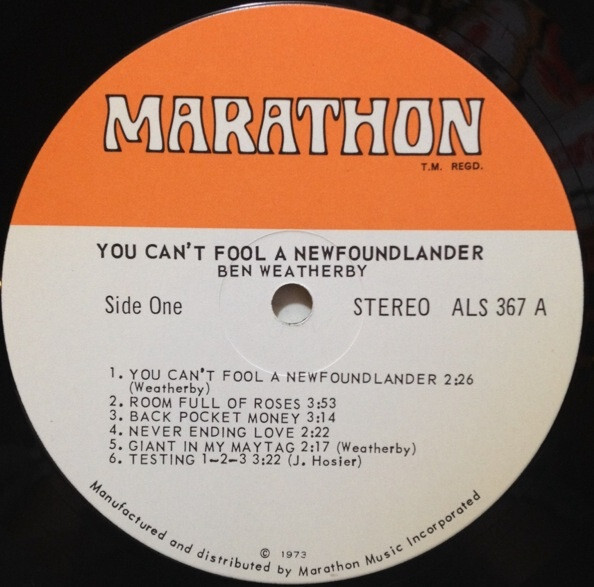 MARATHON
T.M. REGD.
YOU CAN'T FOOL A NEWFOUNDLANDER
BEN WEATHERBY
Side One
STEREO ALS 367 A
1. YOU CAN'T FOOL A NEWFOUNDLANDER 2:26
(Weatherby)
2. ROOM FULL OF ROSES 3:53
3. BACK POCKET MONEY 3:14
4. NEVER ENDING LOVE 2:22
5. GIANT IN MY MAYTAG 2:17 (Weatherby)
6. TESTING 1-2-3 3:22 (J. Hosier)
© 1973
Manufactured and distributed by Marathon Music Incorporated